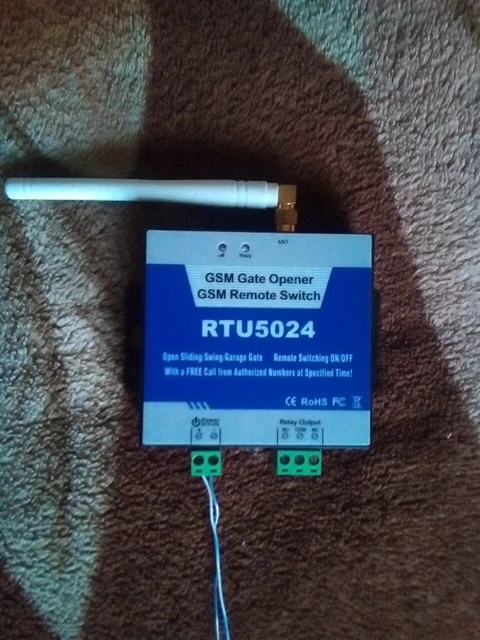 ANT
Relay
GSM Gate Opener
GSM Remote Switch
RTU5024
Open Sliding/Swing/Garage Gate Remote Switching ON/OFF
With a FREE Call from Authorized Numbers at Specified Time!
CE RoHS FC
Power Relay Output
+ - NO COM NC